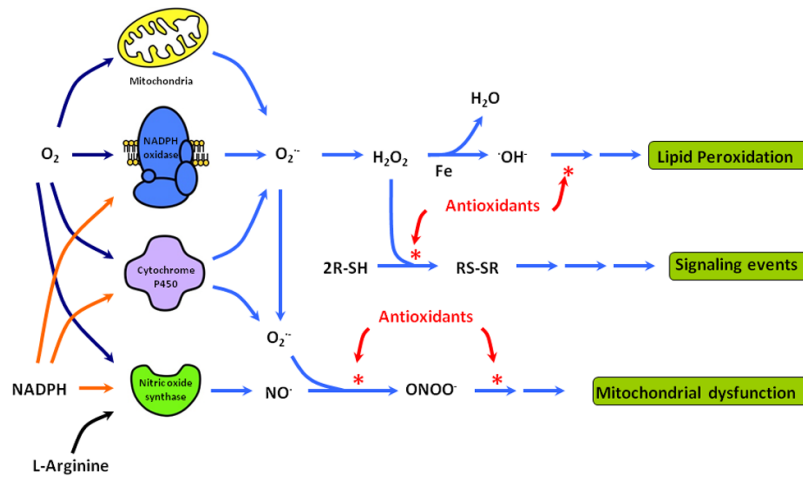 Mitochondria
H₂O
O₂
NADPH
oxidase
O₂˙⁻
H₂O₂
Fe
˙OH⁻
Lipid Peroxidation
*
Antioxidants
*
Cytochrome
P450
2R-SH
RS-SR
Signaling events
Antioxidants
O₂˙⁻
* *
NADPH
Nitric oxide
synthase
NO˙
ONOO⁻
Mitochondrial dysfunction
L-Arginine